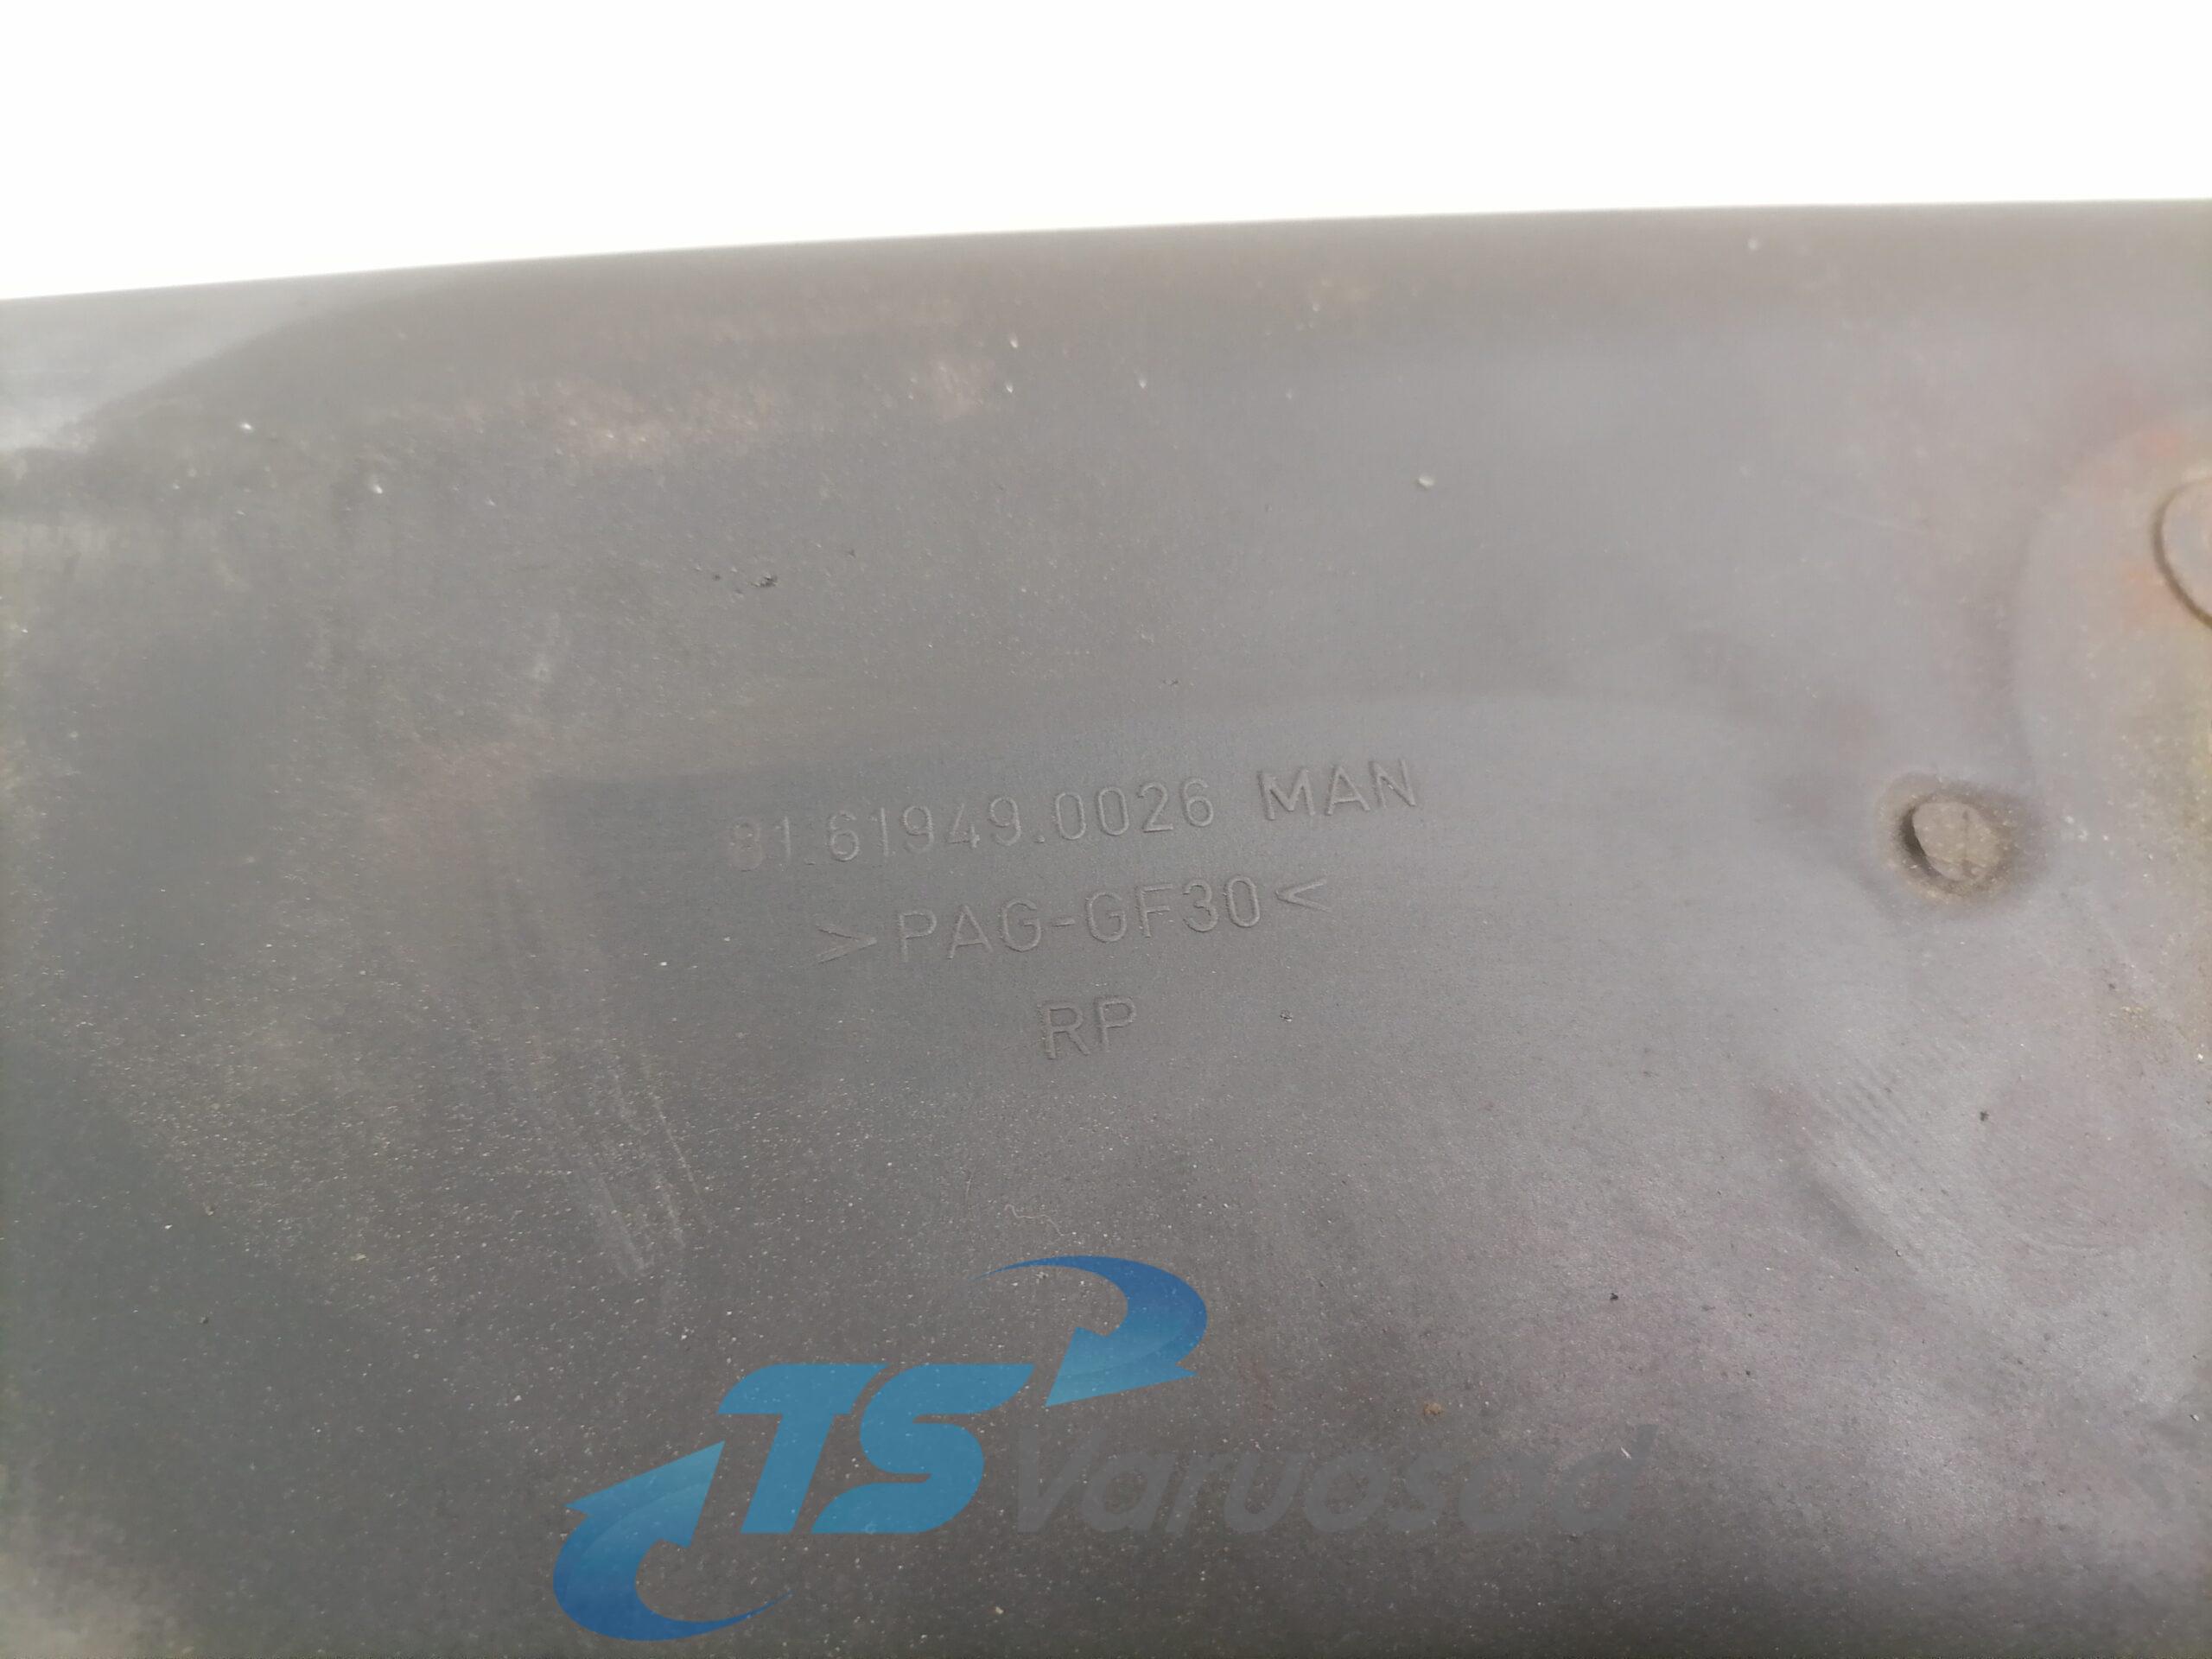 81.61949.0026 MAN
>PAG-GF30<
RP
TS Varuosad